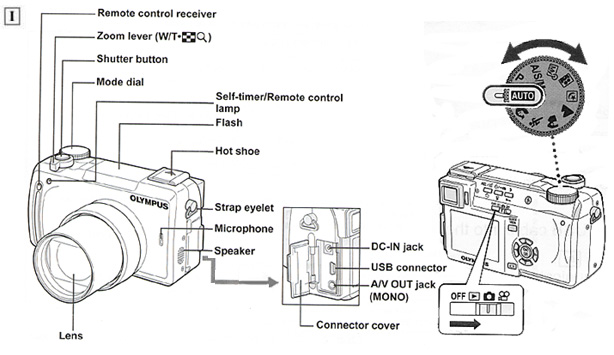 I
Remote control receiver
Zoom lever (W/T•)
Shutter button
Mode dial
Self-timer/Remote control
lamp
Flash
Hot shoe
OLYMPUS
Strap eyelet
Microphone
Speaker
Lens
DC-IN jack
USB connector
A/V OUT jack
(MONO)
Connector cover
P
A/S/M
AUTO
OLYMPUS
OFF